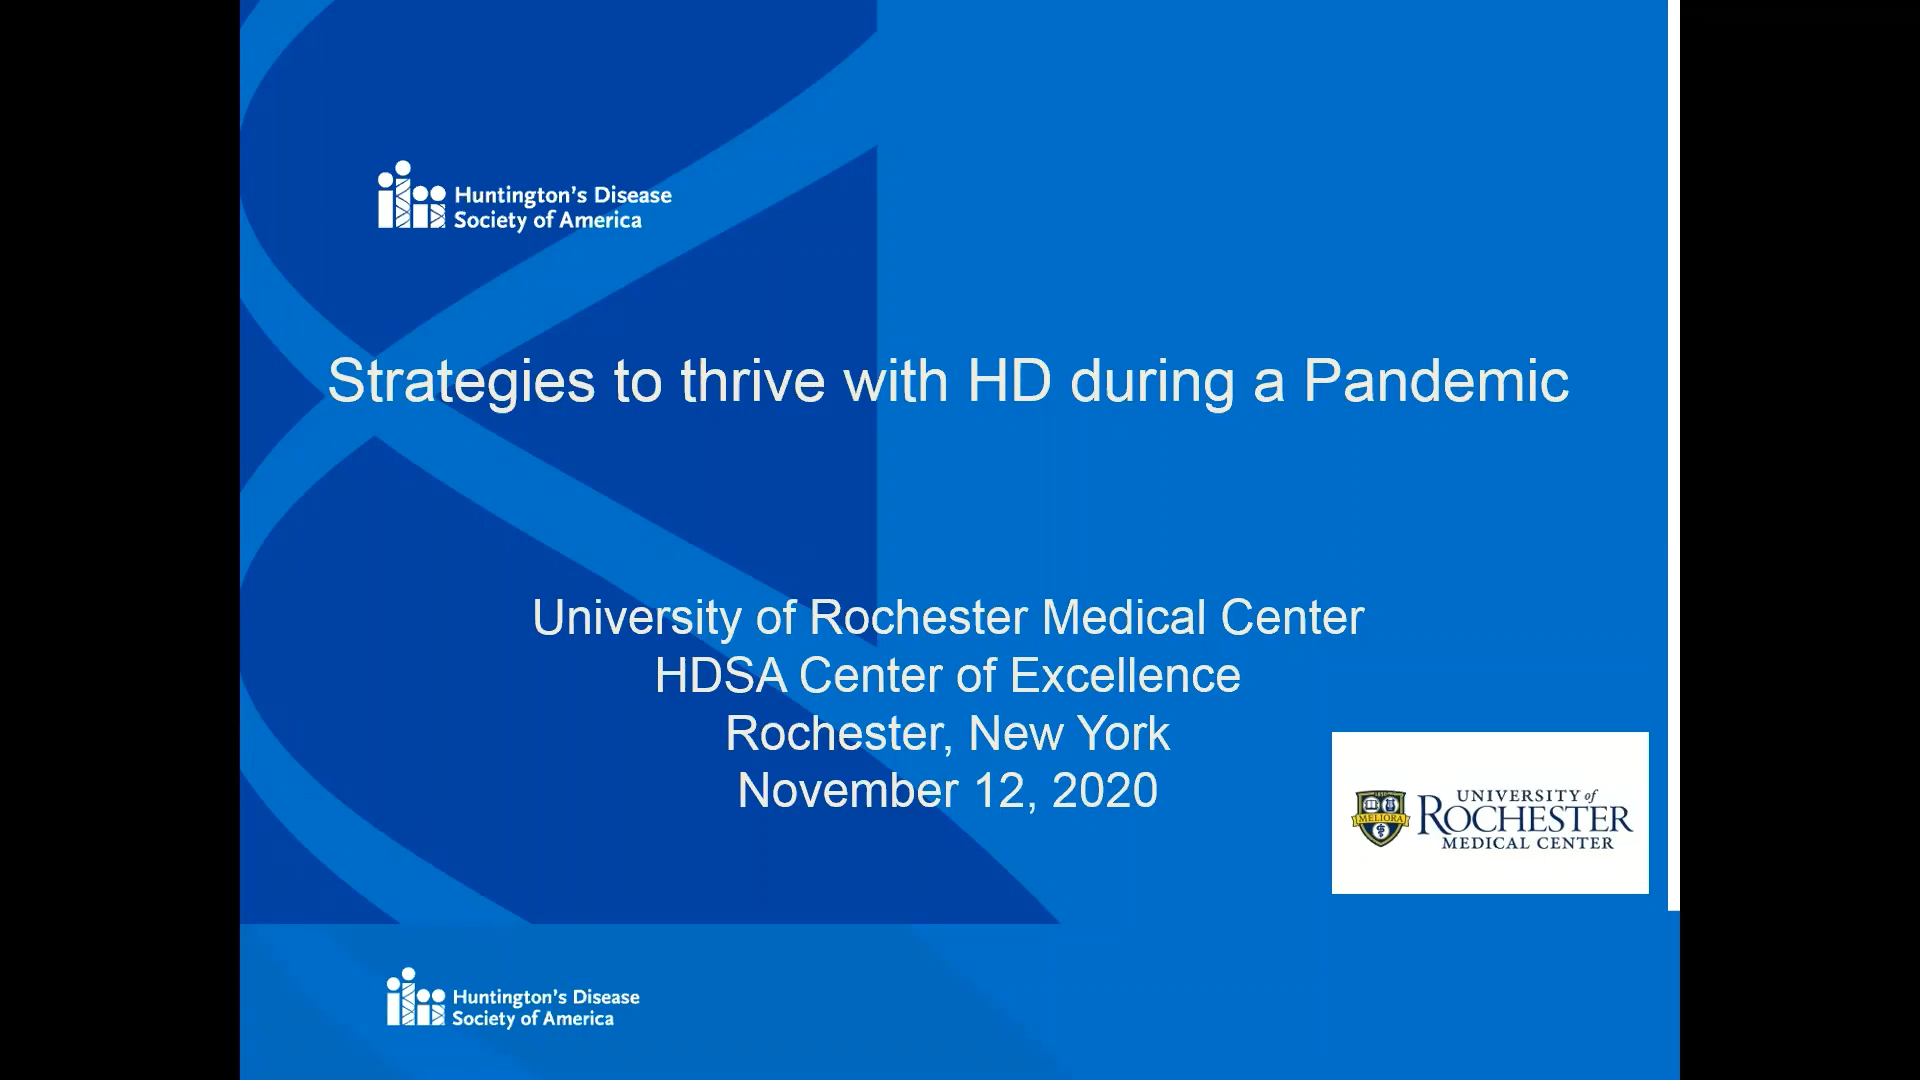 Huntington's Disease
Society of America
Strategies to thrive with HD during a Pandemic
University of Rochester Medical Center
HDSA Center of Excellence
Rochester, New York
November 12, 2020
MELIORA
UNIVERSITY of
ROCHESTER
MEDICAL CENTER
Huntington's Disease
Society of America